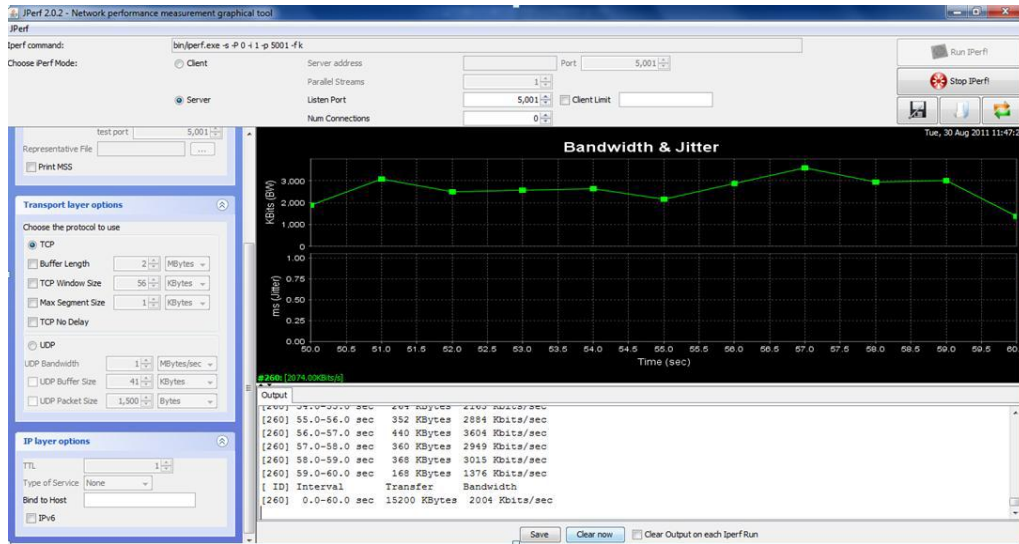 JPerf 2.0.2 - Network performance measurement graphical tool
JPerf
Iperf command:
bin/iperf.exe -s -P 0 -i 1 -p 5001 -f k
Choose iPerf Mode:
Client
Server address
Port 5,001
Parallel Streams 1
Server
Listen Port 5,001
Client Limit
Num Connections 0
Run IPerf!
Stop IPerf!
test port 5,001
Representative File
...
Print MSS
Transport layer options
Choose the protocol to use
TCP
Buffer Length 2 MBytes
TCP Window Size 56 KBytes
Max Segment Size 1 KBytes
TCP No Delay
UDP
UDP Bandwidth 1 MBytes/sec
UDP Buffer Size 41 KBytes
UDP Packet Size 1,500 Bytes
IP layer options
TTL 1
Type of Service None
Bind to Host
IPv6
Tue, 30 Aug 2011 11:47:2
Bandwidth & Jitter
KBits (BW)
3,000
2,000
1,000
0
ms (Jitter)
1.00
0.75
0.50
0.25
0.00
50.0 50.5 51.0 51.5 52.0 52.5 53.0 53.5 54.0 54.5 55.0 55.5 56.0 56.5 57.0 57.5 58.0 58.5 59.0 59.5 60.
Time (sec)
#260: [2074.00KBits/s]
Output
[260] 54.0-55.0 sec 264 KBytes 2163 Kbits/sec
[260] 55.0-56.0 sec 352 KBytes 2884 Kbits/sec
[260] 56.0-57.0 sec 440 KBytes 3604 Kbits/sec
[260] 57.0-58.0 sec 360 KBytes 2949 Kbits/sec
[260] 58.0-59.0 sec 368 KBytes 3015 Kbits/sec
[260] 59.0-60.0 sec 168 KBytes 1376 Kbits/sec
[ ID] Interval Transfer Bandwidth
[260] 0.0-60.0 sec 15200 KBytes 2004 Kbits/sec
Save
Clear now
Clear Output on each Iperf Run